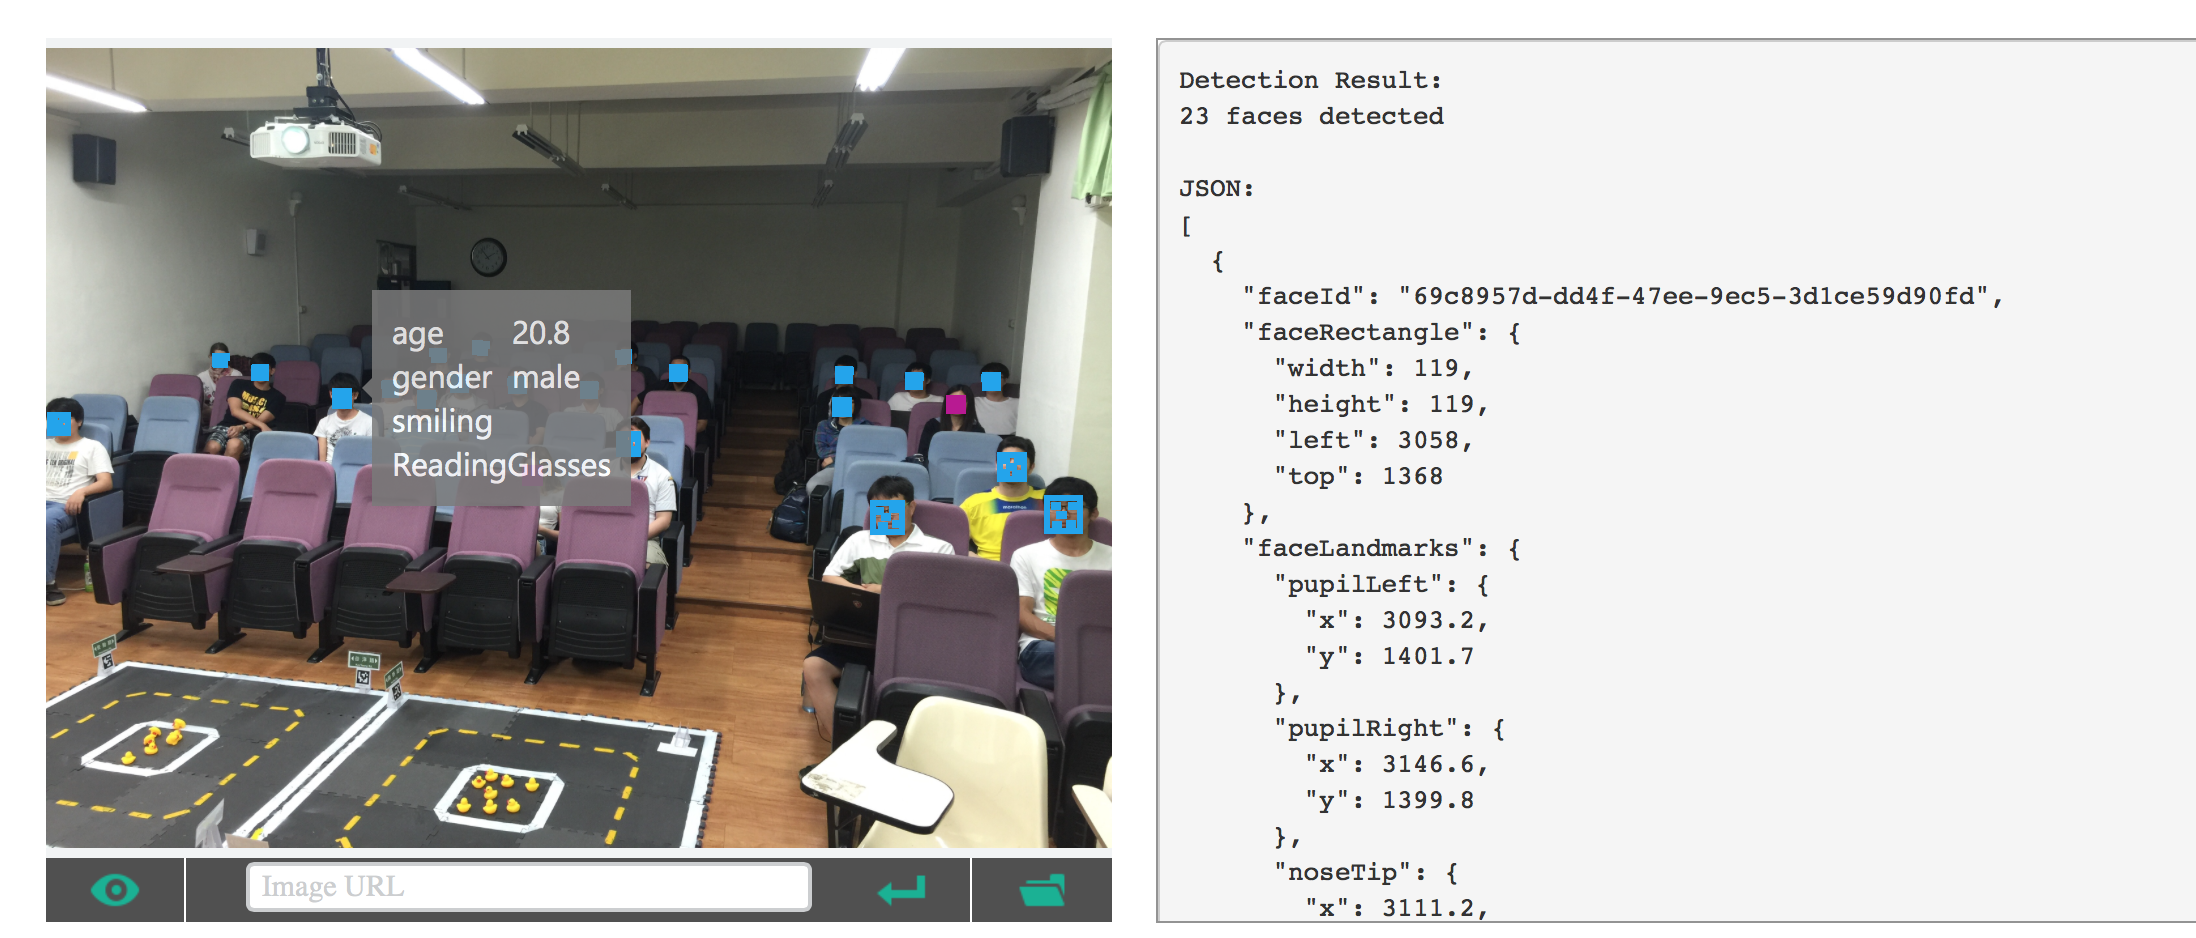 age 20.8
gender male
smiling
ReadingGlasses
Image URL
Detection Result:
23 faces detected
JSON:
[
{
"faceId": "69c8957d-dd4f-47ee-9ec5-3d1ce59d90fd",
"faceRectangle": {
"width": 119,
"height": 119,
"left": 3058,
"top": 1368
},
"faceLandmarks": {
"pupilLeft": {
"x": 3093.2,
"y": 1401.7
},
"pupilRight": {
"x": 3146.6,
"y": 1399.8
},
"noseTip": {
"x": 3111.2,